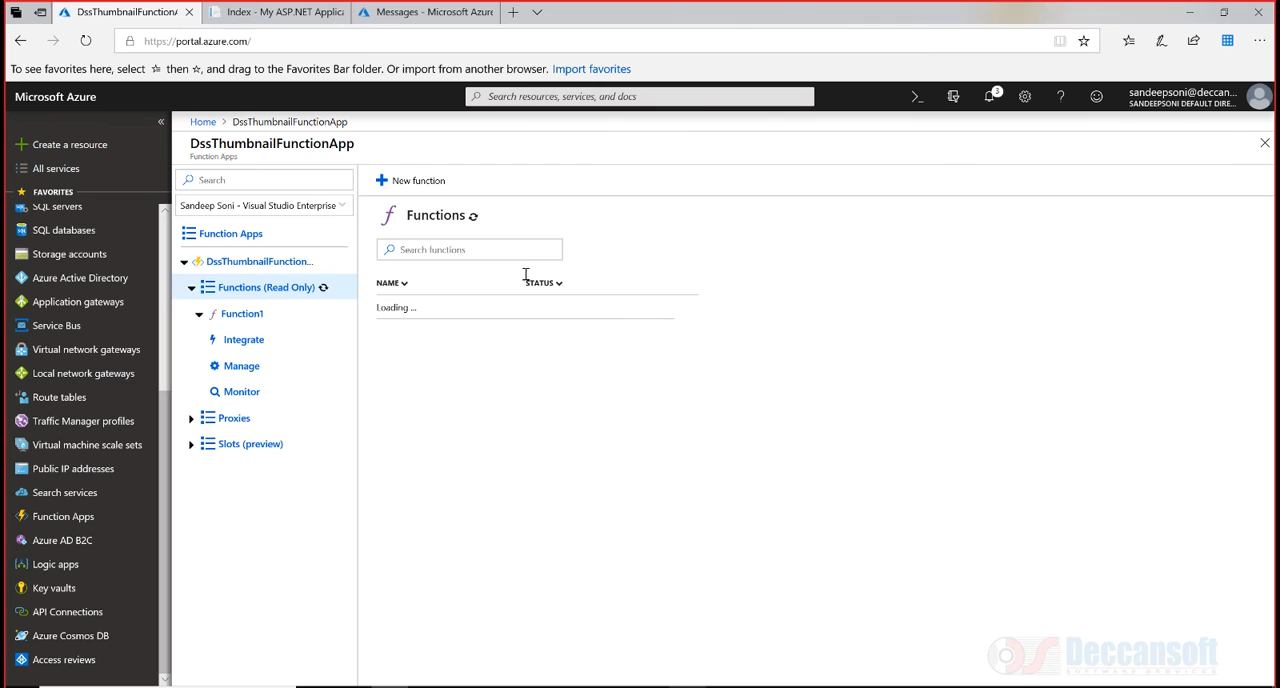 DssThumbnailFunctionA
Index - My ASP.NET Applica
Messages - Microsoft Azure
https://portal.azure.com/
To see favorites here, select then , and drag to the Favorites Bar folder. Or import from another browser. Import favorites
Microsoft Azure
Search resources, services, and docs
3
sandeepsoni@deccan...
SANDEEPSONI DEFAULT DIRE...
Create a resource
All services
FAVORITES
SQL servers
SQL databases
Storage accounts
Azure Active Directory
Application gateways
Service Bus
Virtual network gateways
Local network gateways
Route tables
Traffic Manager profiles
Virtual machine scale sets
Public IP addresses
Search services
Function Apps
Azure AD B2C
Logic apps
Key vaults
API Connections
Azure Cosmos DB
Access reviews
Home > DssThumbnailFunctionApp
DssThumbnailFunctionApp
Function Apps
Search
Sandeep Soni - Visual Studio Enterprise
Function Apps
DssThumbnailFunction...
Functions (Read Only)
Function1
Integrate
Manage
Monitor
Proxies
Slots (preview)
New function
Functions
Search functions
NAME STATUS
Loading ...
Deccansoft
SOFTWARE SERVICES